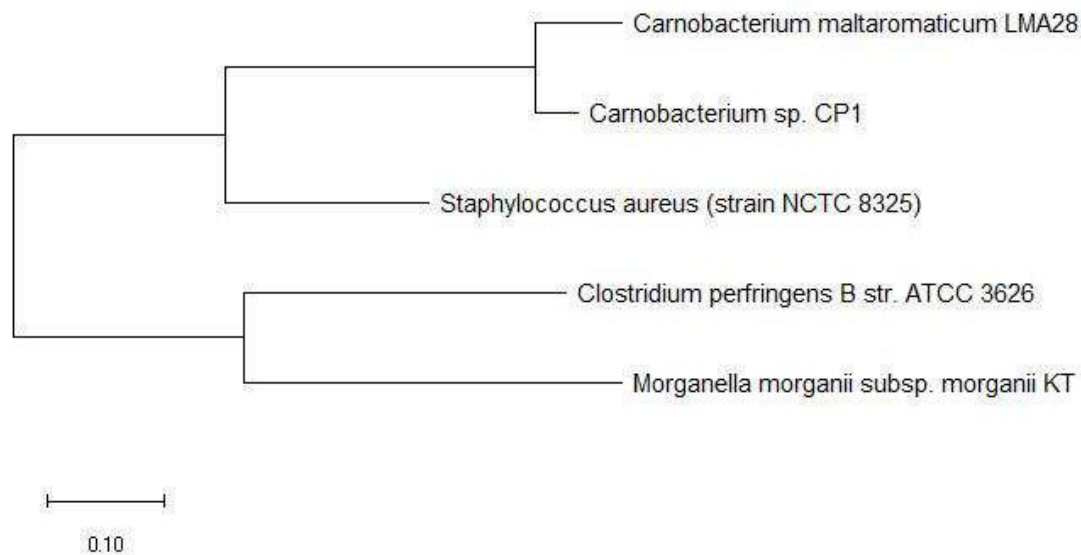 Carnobacterium maltaromaticum LMA28
Carnobacterium sp. CP1
Staphylococcus aureus (strain NCTC 8325)
Clostridium perfringens B str. ATCC 3626
Morganella morganii subsp. morganii KT
0.10